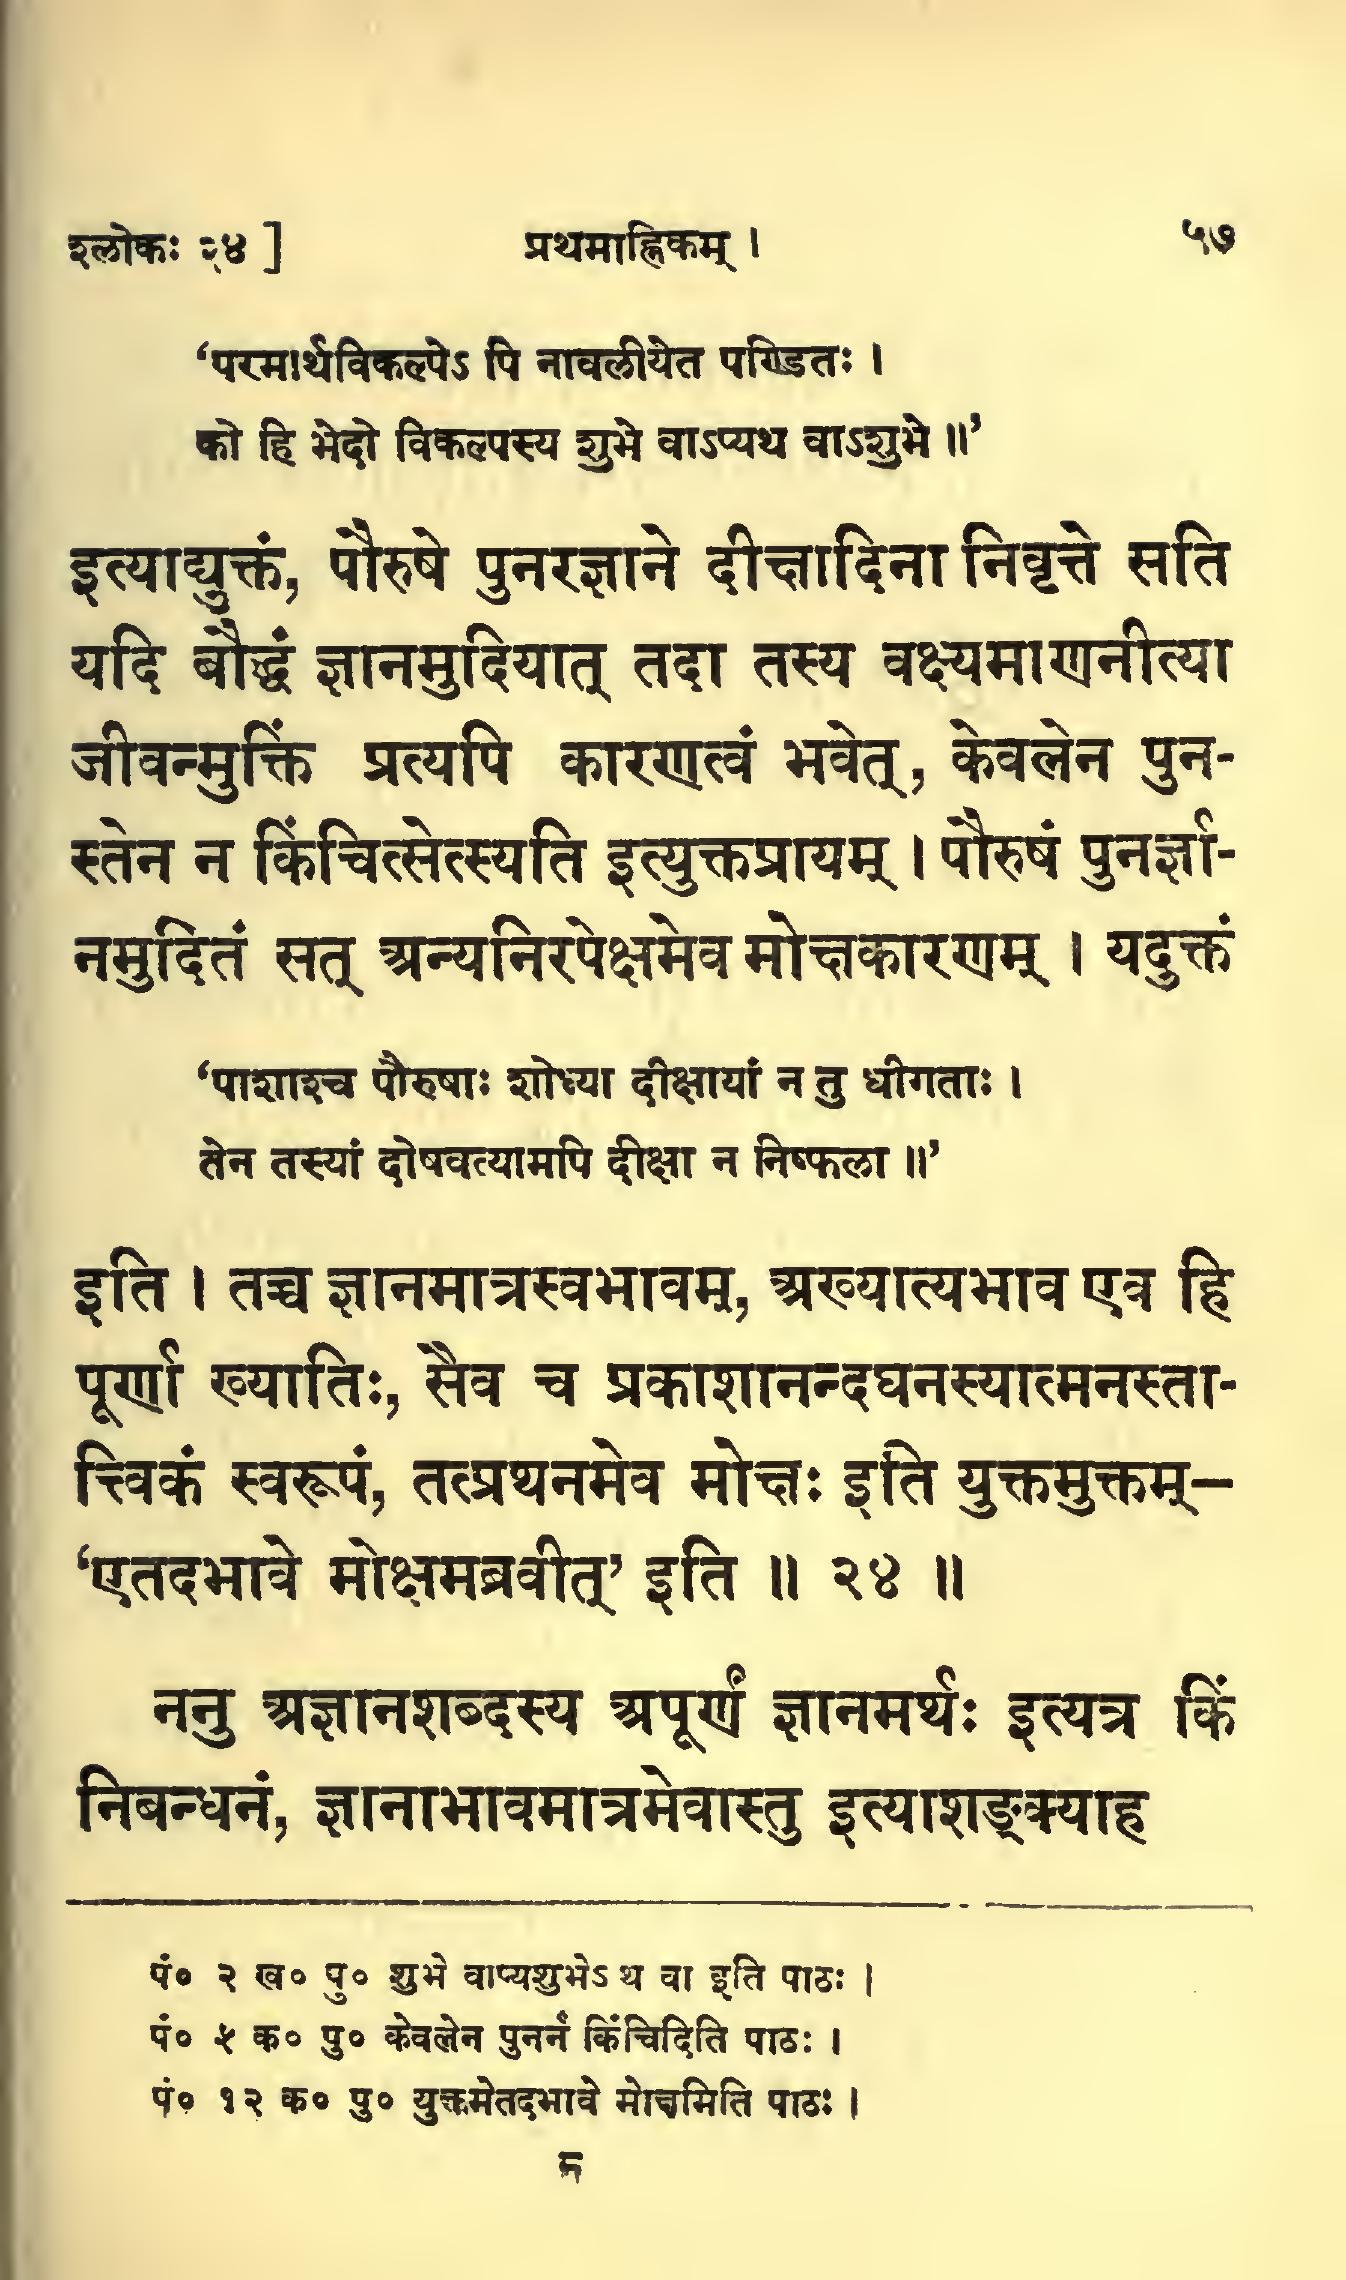 श्लोकः २४ ] प्रथमाह्निकम् । ५७
‘परमार्थविकल्पेऽ पि नावलीयेत पण्डितः ।
को हि भेदो विकल्पस्य शुभे वाऽप्यथ वाऽशुभे ॥’
इत्याद्युक्तं, पौरुषे पुनरज्ञाने दीक्षादिना निवृत्ते सति
यदि बौद्धं ज्ञानमुदियात् तदा तस्य वक्ष्यमाणनीत्या
जीवन्मुक्तिं प्रत्यपि कारणत्वं भवेत्, केवलेन पुन-
स्तेन न किंचित्सेत्स्यति इत्युक्तप्रायम् । पौरुषं पुनर्ज्ञा-
नमुदितं सत् अन्यनिरपेक्षमेव मोक्षकारणम् । यदुक्तं
‘पाशाश्च पौरुषाः शोध्या दीक्षायां न तु धीगताः ।
तेन तस्यां दोषवत्यामपि दीक्षा न निष्फला ॥’
इति । तच्च ज्ञानमात्रस्वभावम्, अख्यात्यभाव एव हि
पूर्णा ख्यातिः, सैव च प्रकाशानन्दघनस्यात्मनस्ता-
त्त्विकं स्वरूपं, तत्प्रथनमेव मोक्षः इति युक्तमुक्तम्—
‘एतदभावे मोक्षमब्रवीत्’ इति ॥ २४ ॥
ननु अज्ञानशब्दस्य अपूर्णं ज्ञानमर्थः इत्यत्र किं
निबन्धनं, ज्ञानाभावमात्रमेवास्तु इत्याशङ्क्याह
पं० २ ख० पु० शुभे वाप्यशुभेऽ थ वा इति पाठः ।
पं० ५ क० पु० केवलेन पुनर्न किंचिदिति पाठः ।
पं० १२ क० पु० युक्तमेतदभावे मोक्षमिति पाठः ।
८